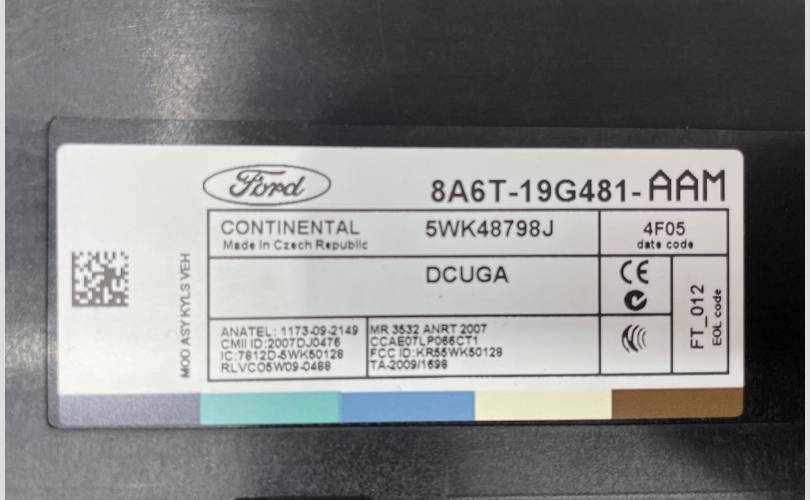 Ford
8A6T-19G481-AAM
CONTINENTAL
Made In Czech Republic
5WK48798J
4F05
date code
DCUGA
CE
FT_012
EOL code
MOD ASY KYLS VEH
ANATEL: 1173-09-2149
CMII ID:2007DJ0476
IC:7812D-5WK50128
RLVCO5W09-0488
MR 3532 ANRT 2007
CCAE07LP066CT1
FCC ID:KR55WK50128
TA-2009/1598